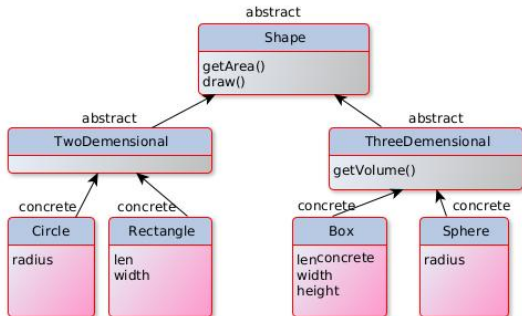 abstract
Shape
getArea()
draw()
abstract
TwoDemensional
abstract
ThreeDemensional
getVolume()
concrete
Circle
radius
concrete
Rectangle
len
width
concrete
Box
lenconcrete
width
height
concrete
Sphere
radius